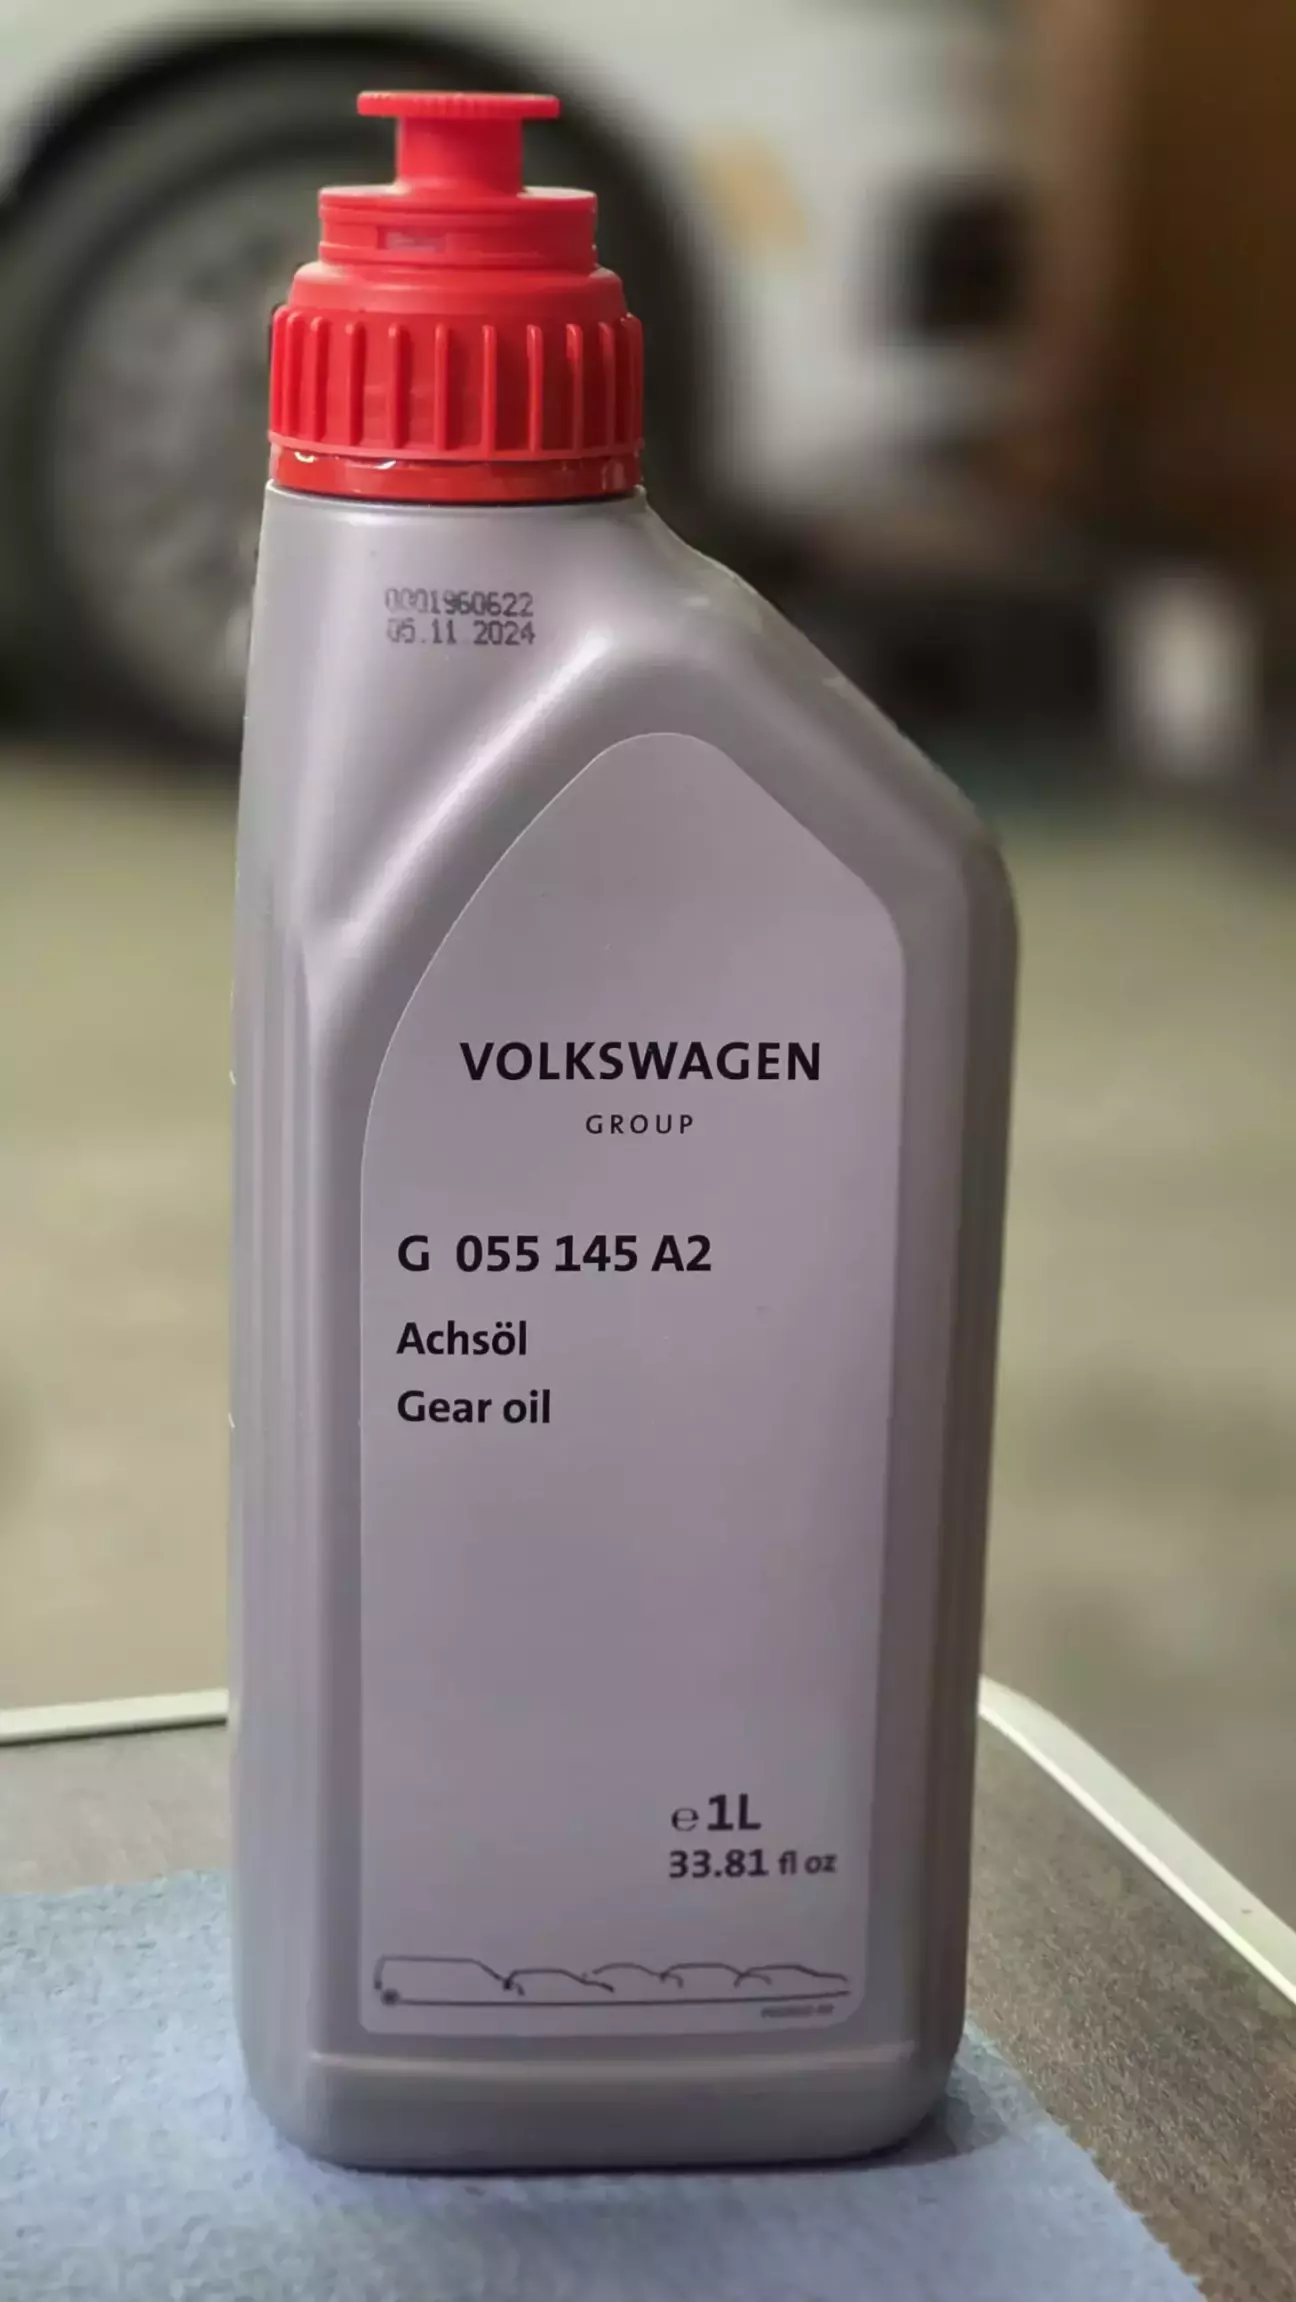 0001960622
05.11 2024
VOLKSWAGEN
GROUP
G 055 145 A2
Achsöl
Gear oil
℮ 1L
33.81 fl oz